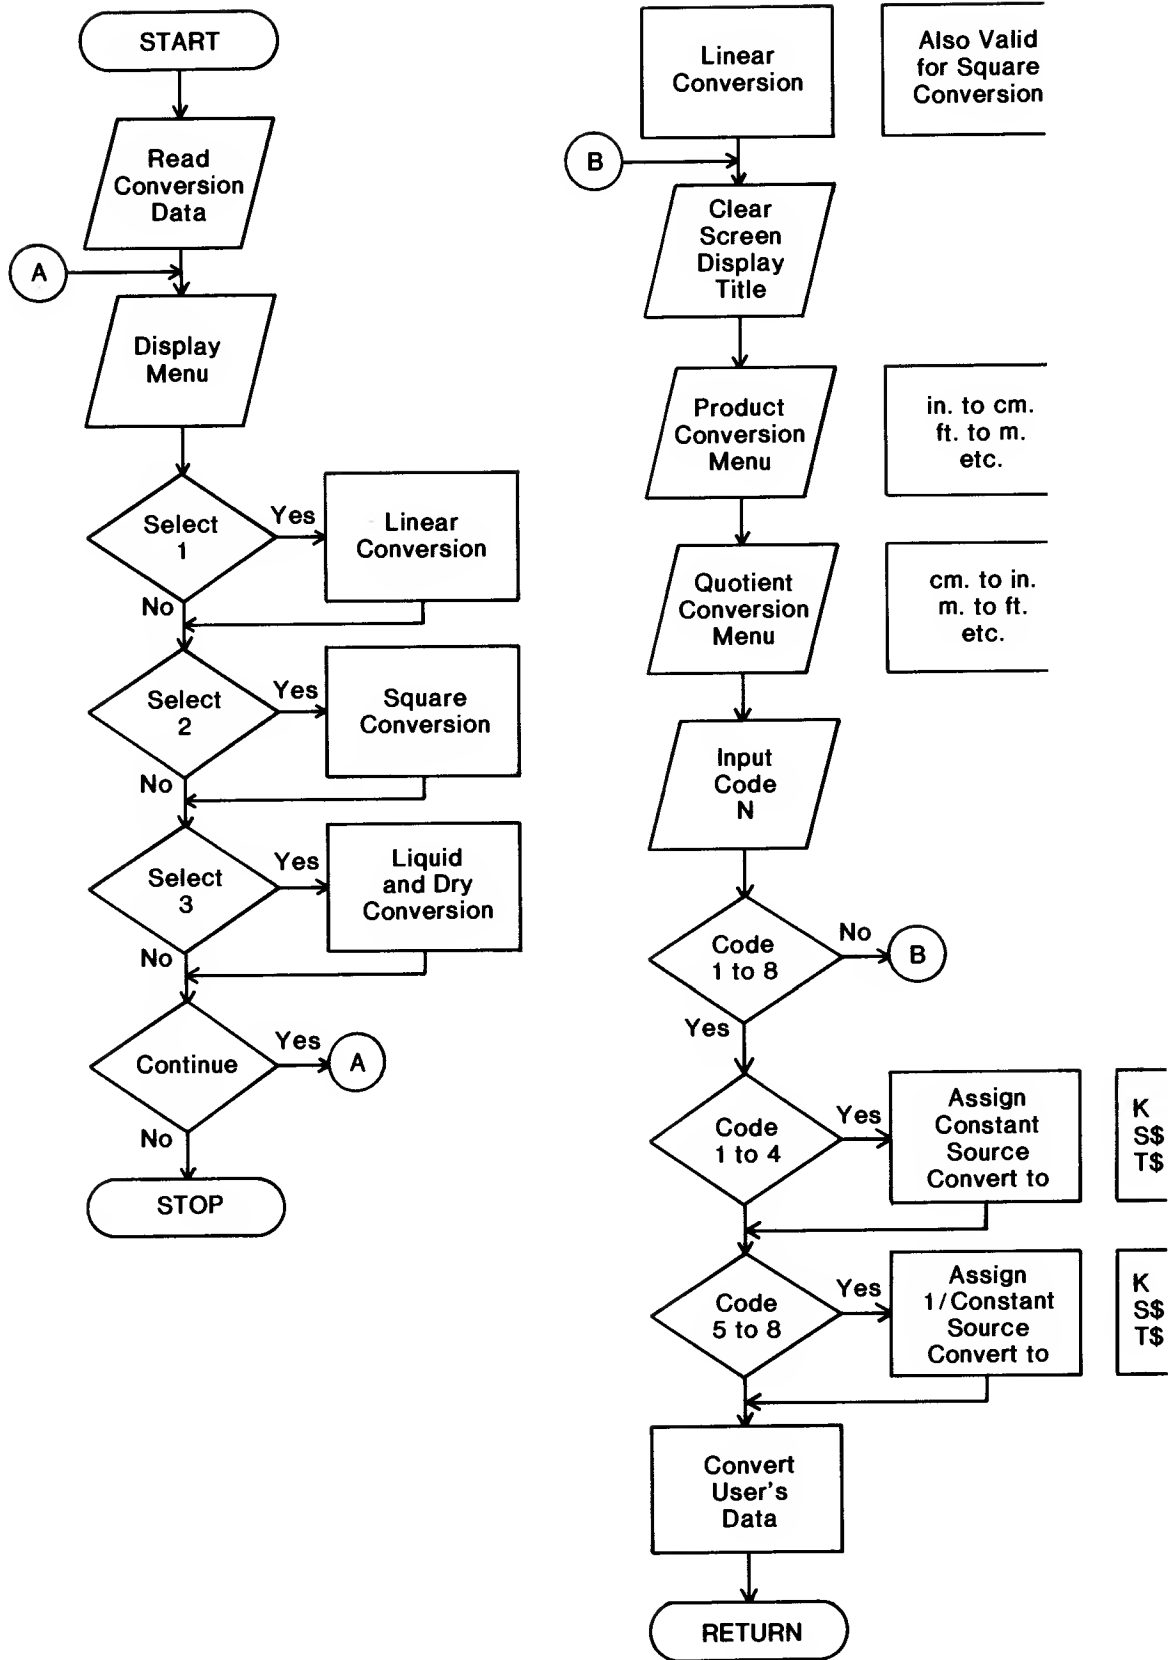 START
Read
Conversion
Data
A
Display
Menu
Select
1
Yes
Linear
Conversion
No
Select
2
Yes
Square
Conversion
No
Select
3
Yes
Liquid
and Dry
Conversion
No
Continue
Yes
A
No
STOP
Linear
Conversion
Also Valid
for Square
Conversion
B
Clear
Screen
Display
Title
Product
Conversion
Menu
in. to cm.
ft. to m.
etc.
Quotient
Conversion
Menu
cm. to in.
m. to ft.
etc.
Input
Code
N
Code
1 to 8
No
B
Yes
Code
1 to 4
Yes
Assign
Constant
Source
Convert to
K
S$
T$
Code
5 to 8
Yes
Assign
1/Constant
Source
Convert to
K
S$
T$
Convert
User's
Data
RETURN